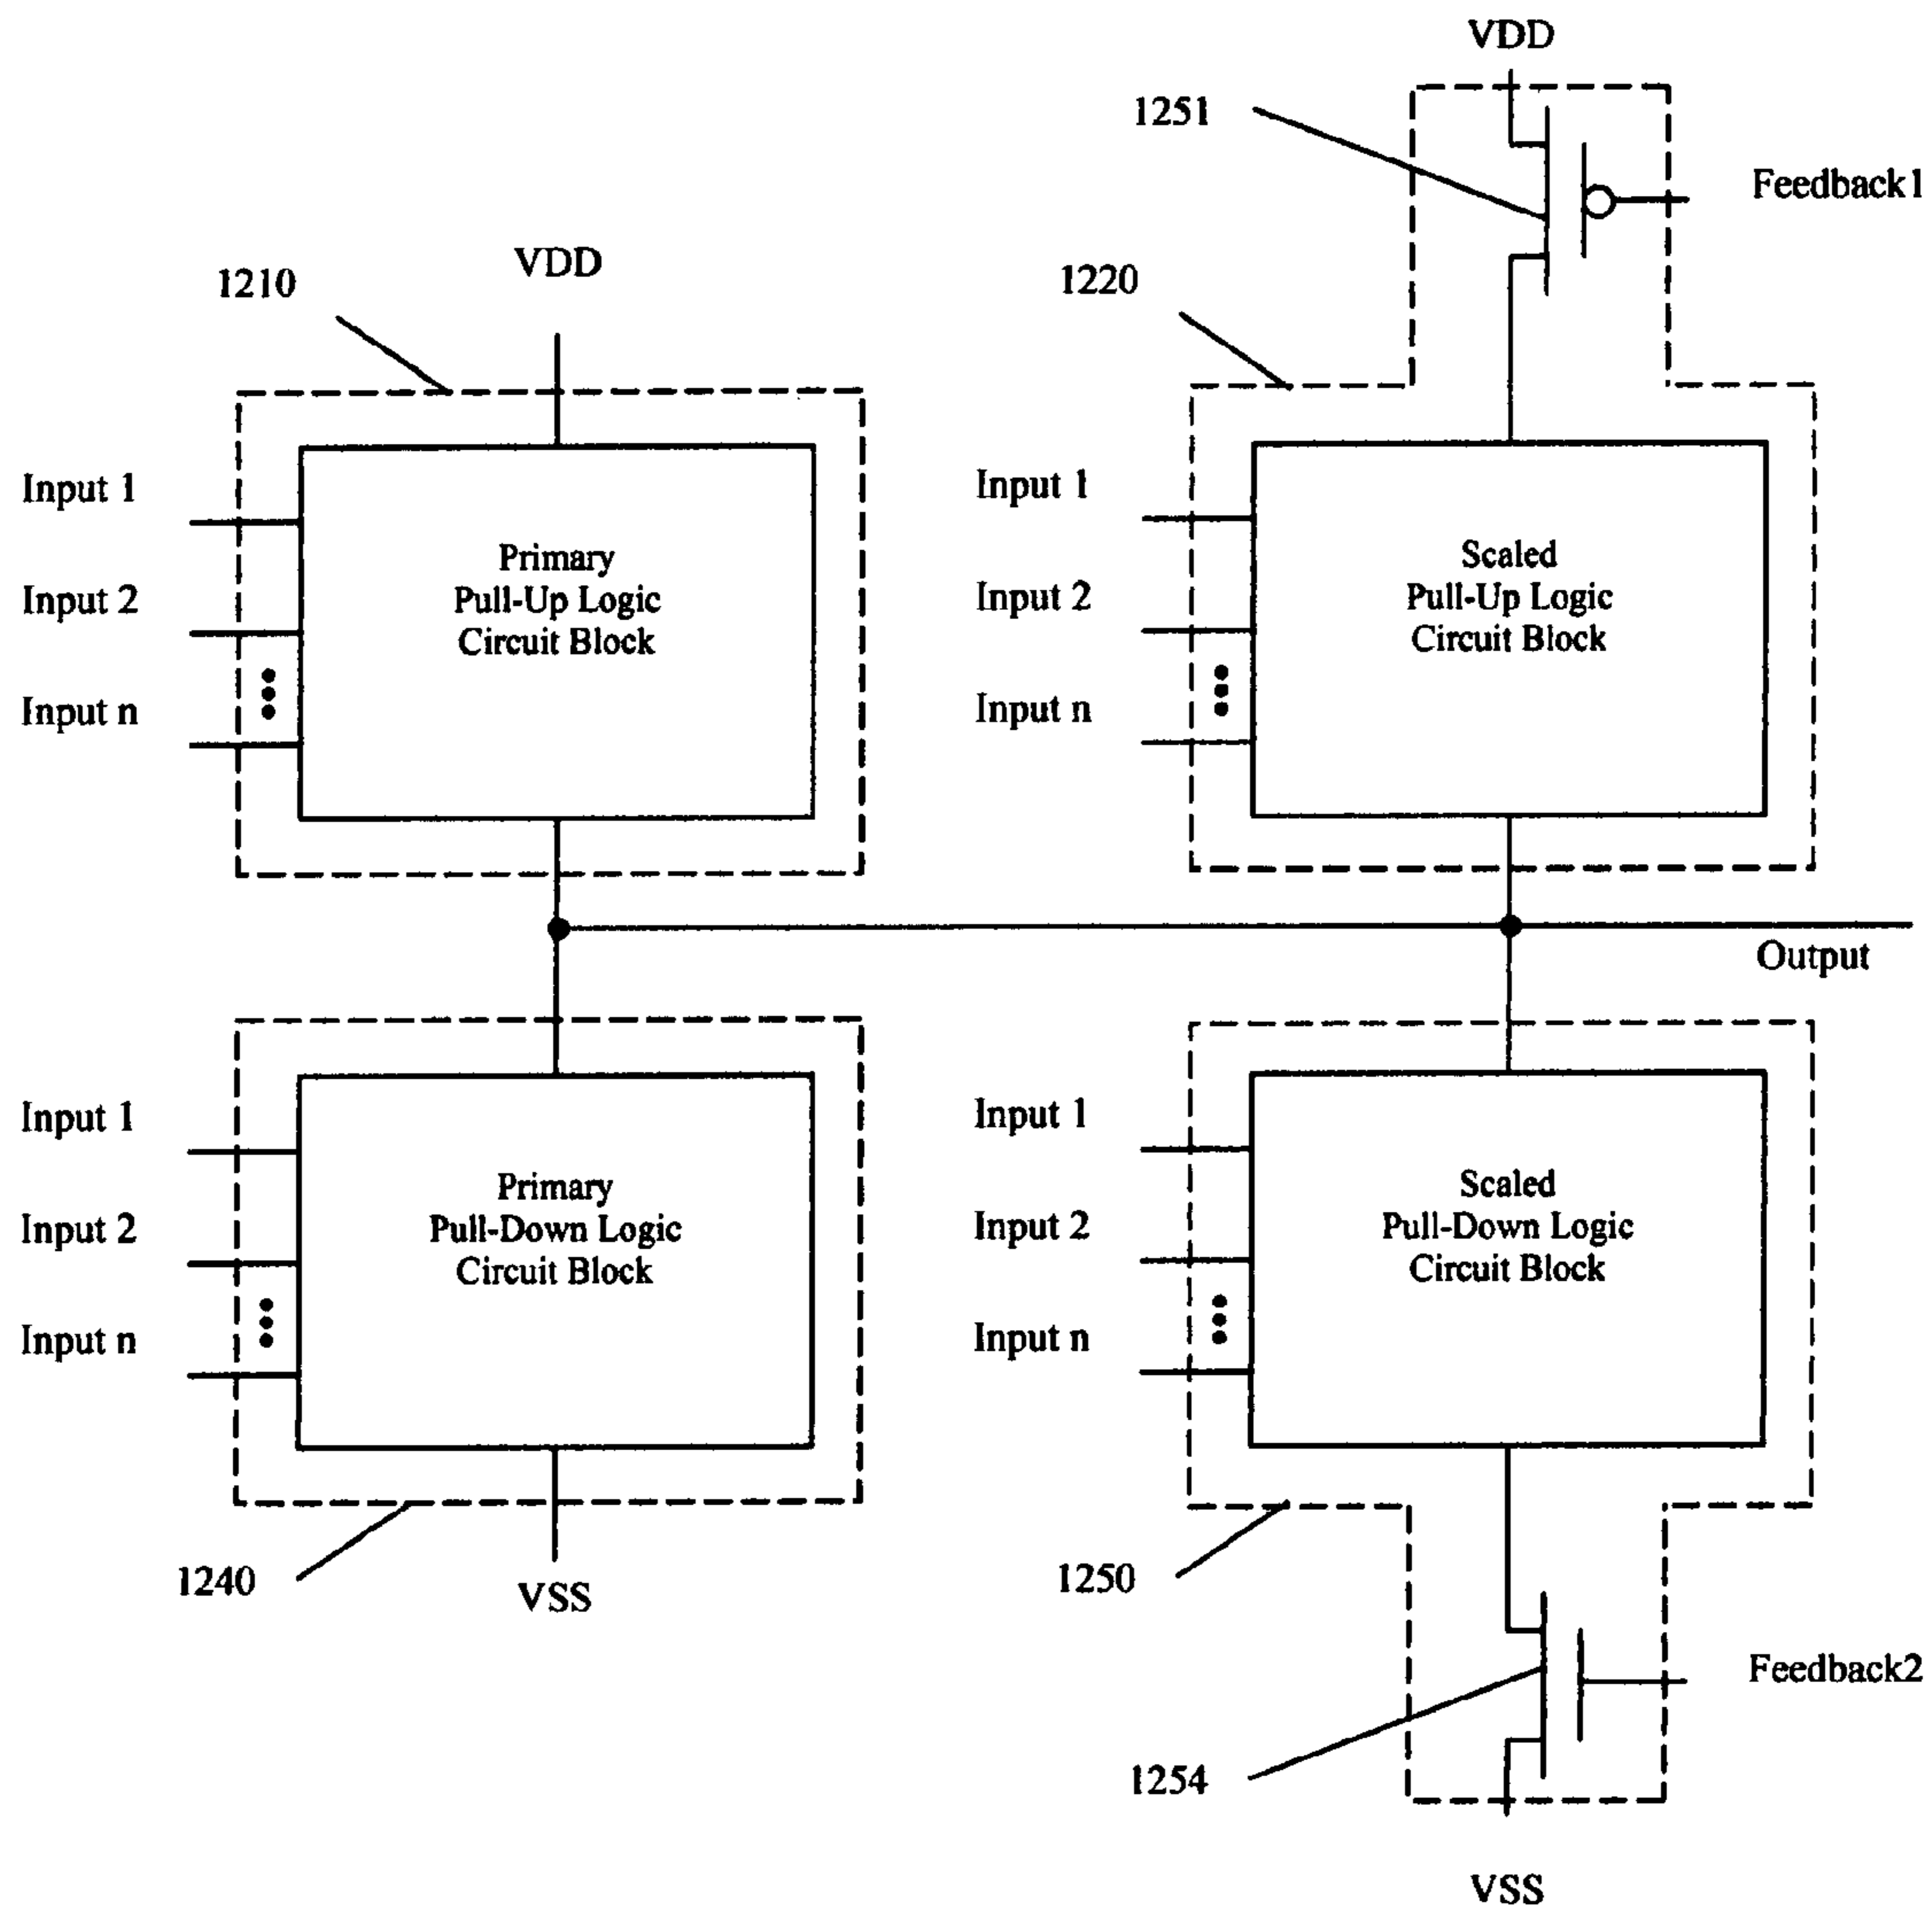 VDD
1251
Feedback1
VDD
1210
1220
Input 1
Input 2
Input n
Primary
Pull-Up Logic
Circuit Block
Input 1
Input 2
Input n
Scaled
Pull-Up Logic
Circuit Block
Output
Input 1
Input 2
Input n
Primary
Pull-Down Logic
Circuit Block
Input 1
Input 2
Input n
Scaled
Pull-Down Logic
Circuit Block
1240
VSS
1250
Feedback2
1254
VSS